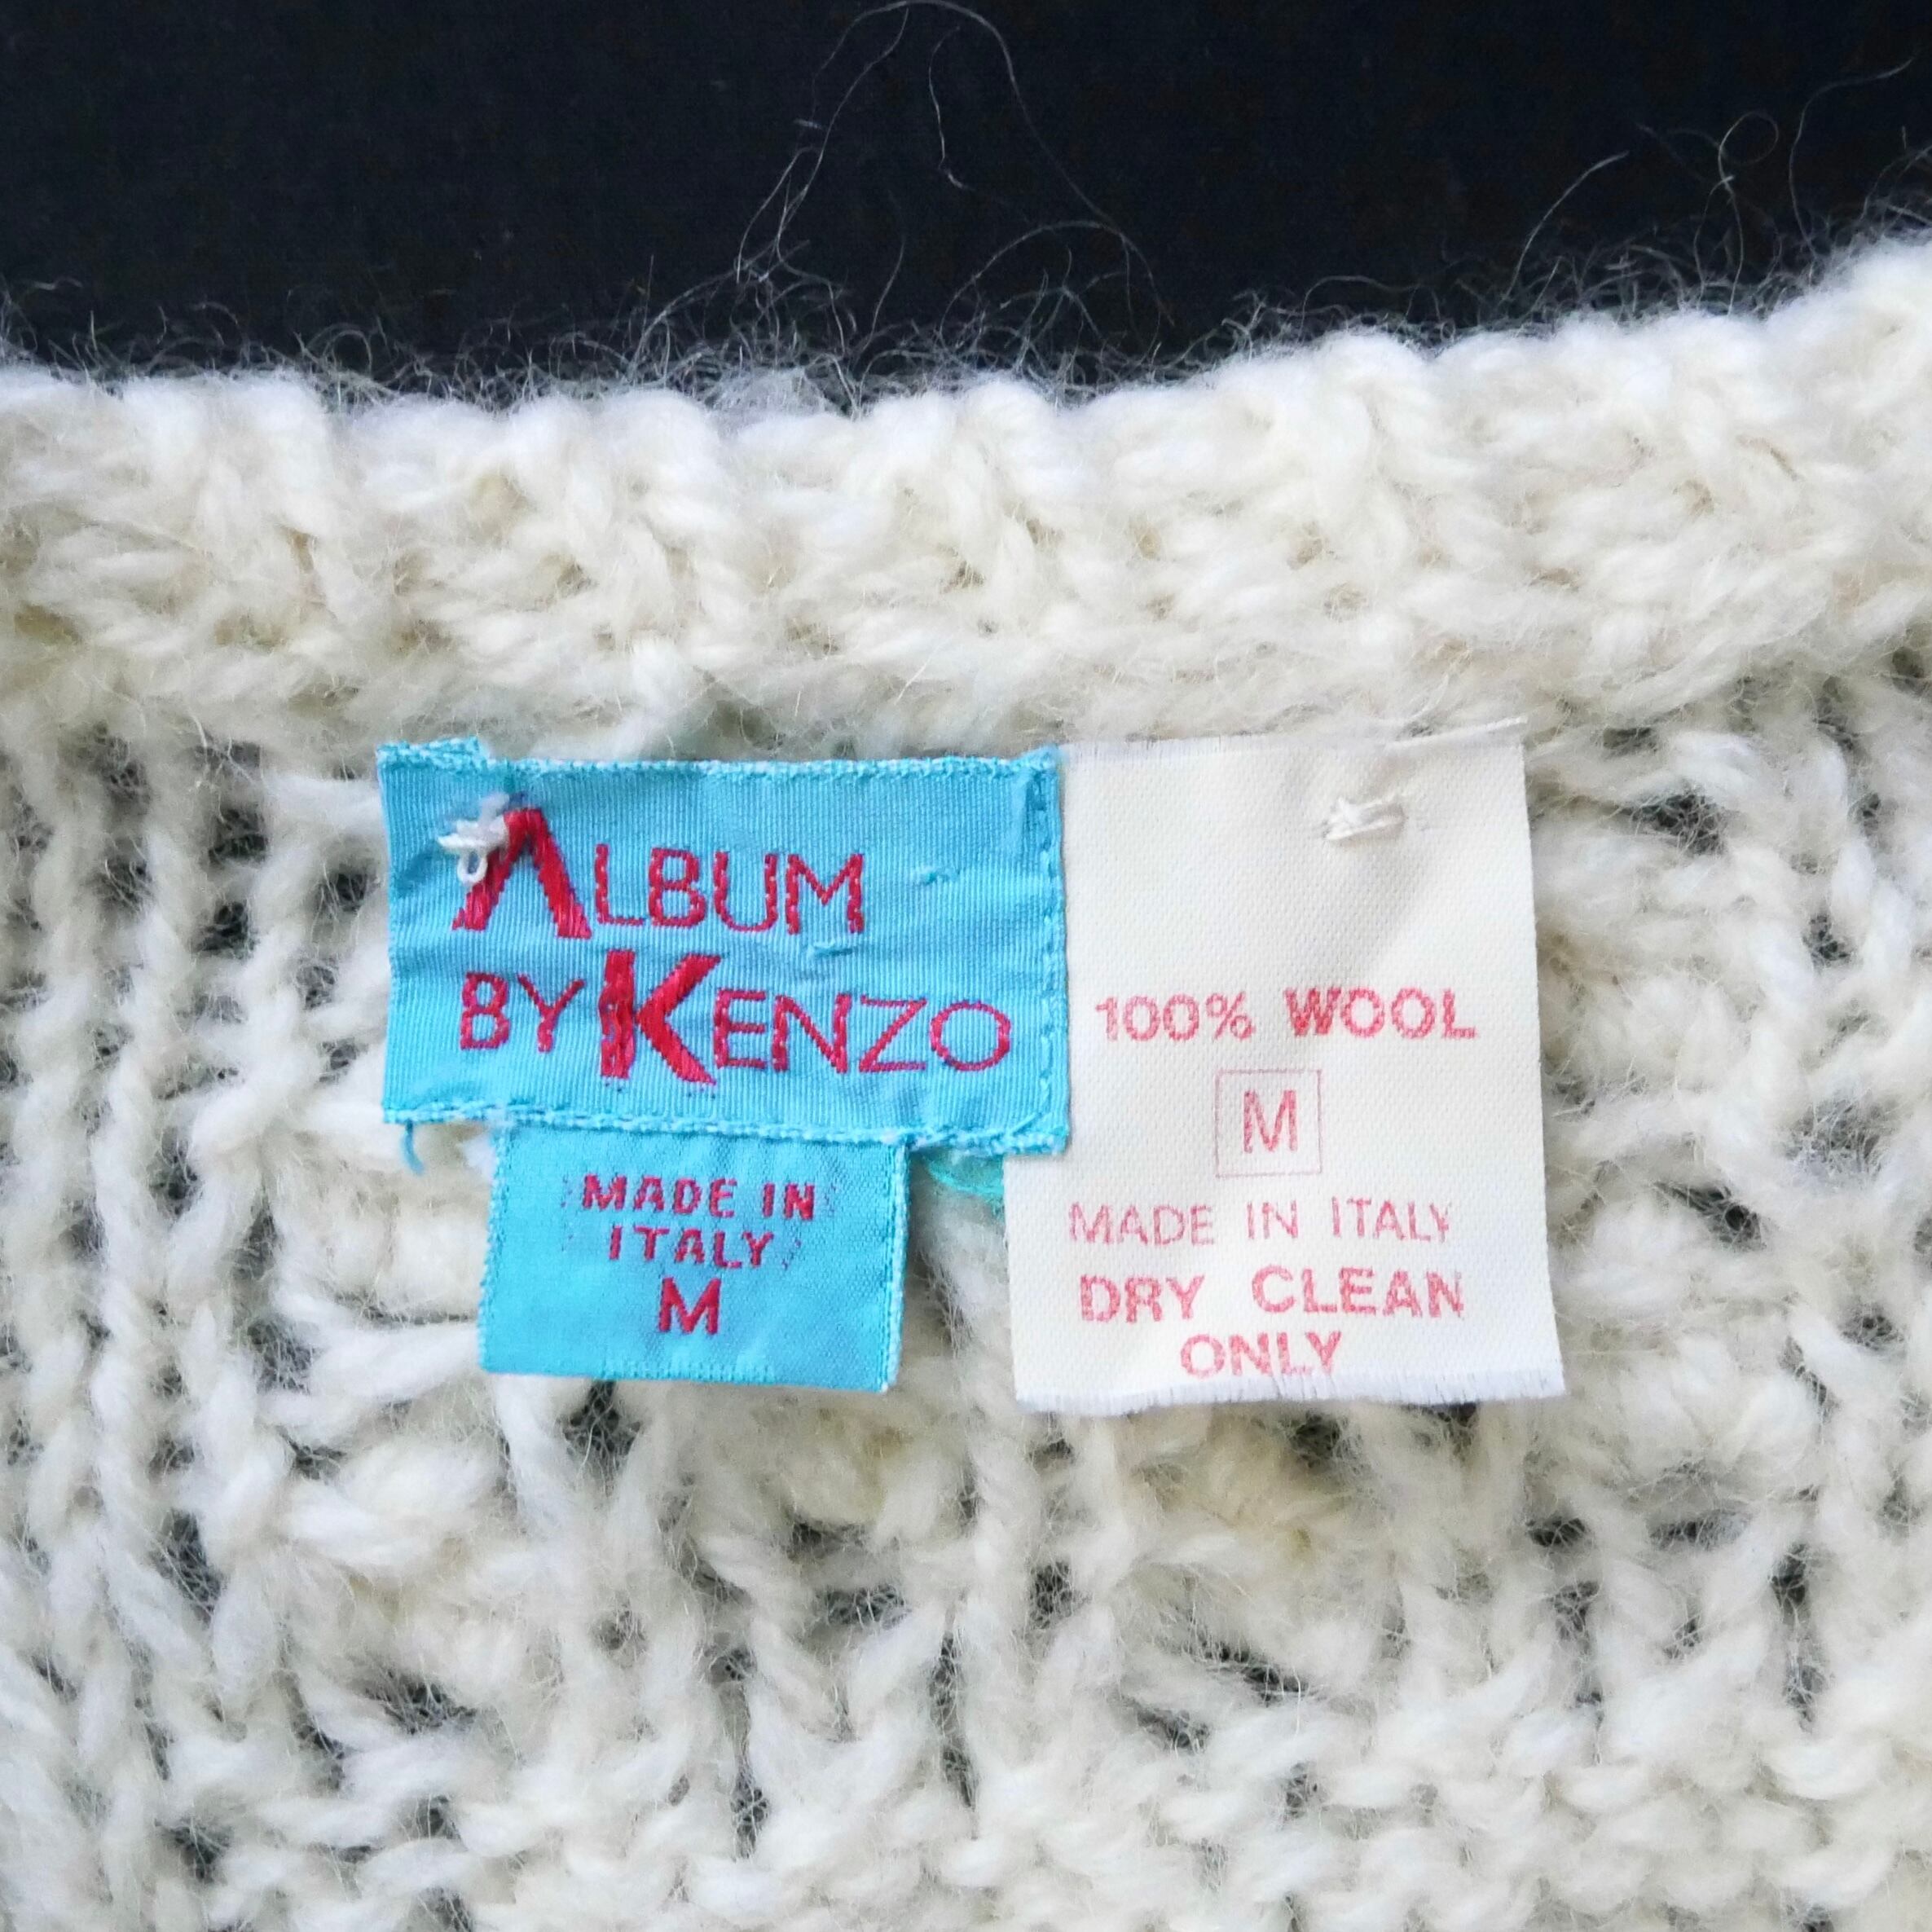 ALBUM
BY KENZO
MADE IN
ITALY
M
100% WOOL
M
MADE IN ITALY
DRY CLEAN
ONLY